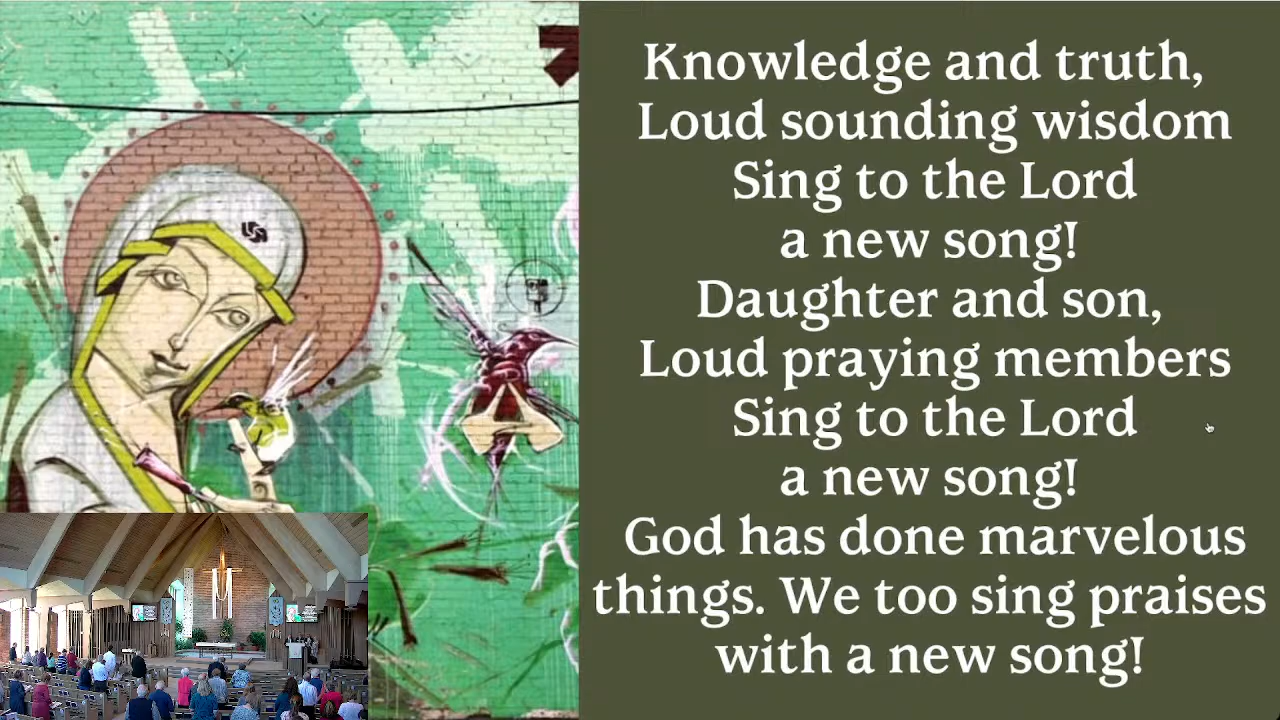 Knowledge and truth,
Loud sounding wisdom
Sing to the Lord
a new song!
Daughter and son,
Loud praying members
Sing to the Lord
a new song!
God has done marvelous
things. We too sing praises
with a new song!